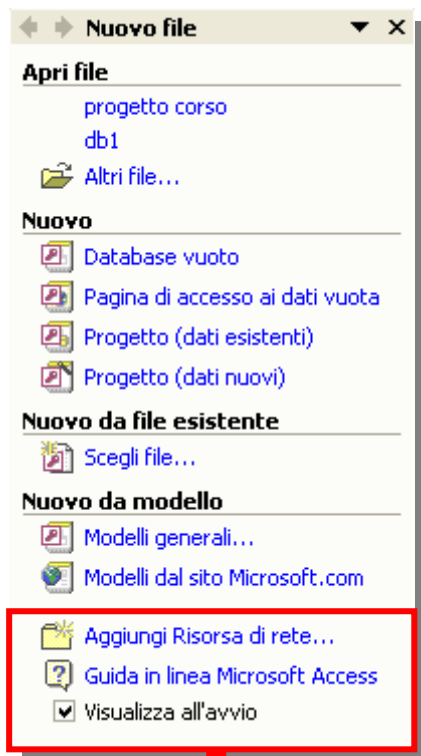 Nuovo file
Apri file
progetto corso
db1
Altri file...
Nuovo
Database vuoto
Pagina di accesso ai dati vuota
Progetto (dati esistenti)
Progetto (dati nuovi)
Nuovo da file esistente
Scegli file...
Nuovo da modello
Modelli generali...
Modelli dal sito Microsoft.com
Aggiungi Risorsa di rete...
Guida in linea Microsoft Access
Visualizza all'avvio